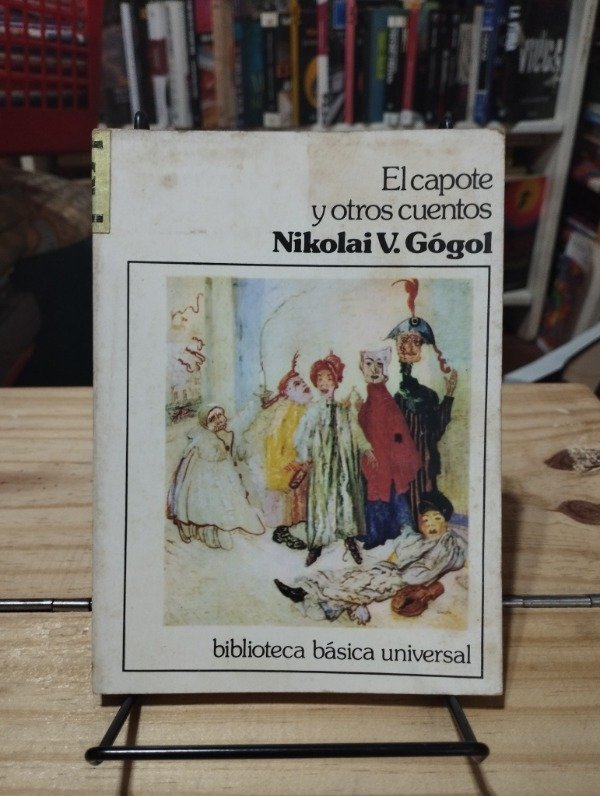 El capote
y otros cuentos
Nikolai V. Gógol
biblioteca básica universal